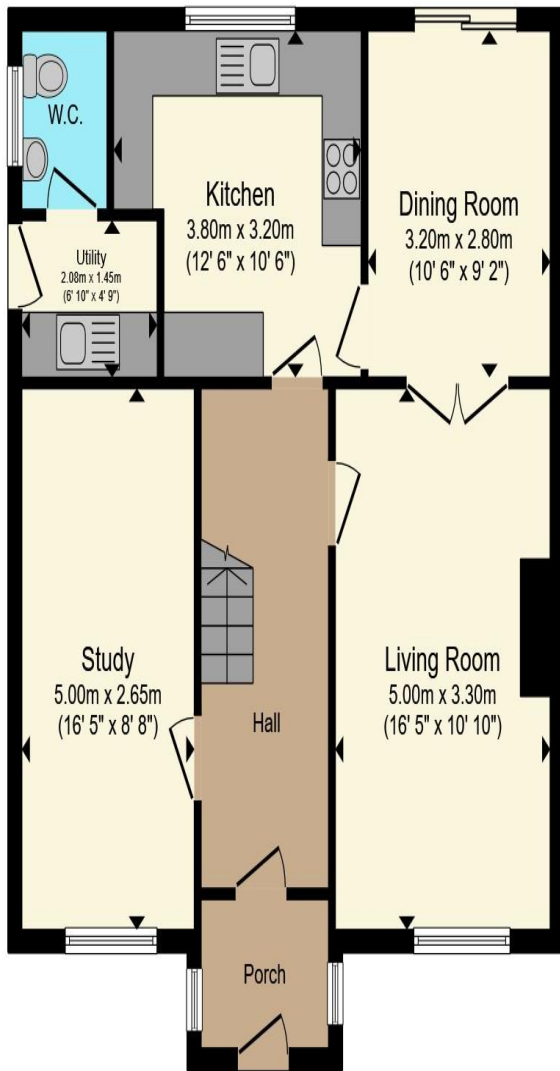 W.C.
Kitchen
3.80m x 3.20m
(12' 6" x 10' 6")
Dining Room
3.20m x 2.80m
(10' 6" x 9' 2")
Utility
2.08m x 1.45m
(6' 10" x 4' 9")
Study
5.00m x 2.65m
(16' 5" x 8' 8")
Hall
Living Room
5.00m x 3.30m
(16' 5" x 10' 10")
Porch